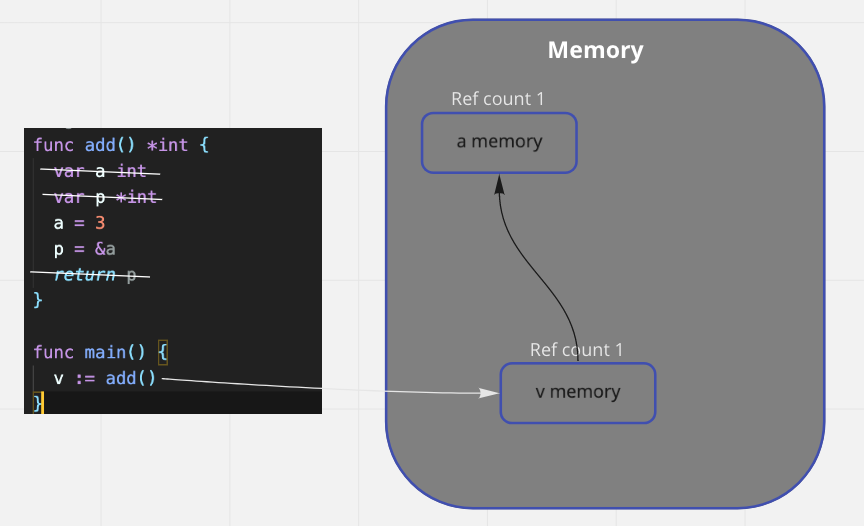 func add() *int {
var a int
var p *int
a = 3
p = &a
return p
}
func main() {
v := add()
}
Memory
Ref count 1
a memory
Ref count 1
v memory